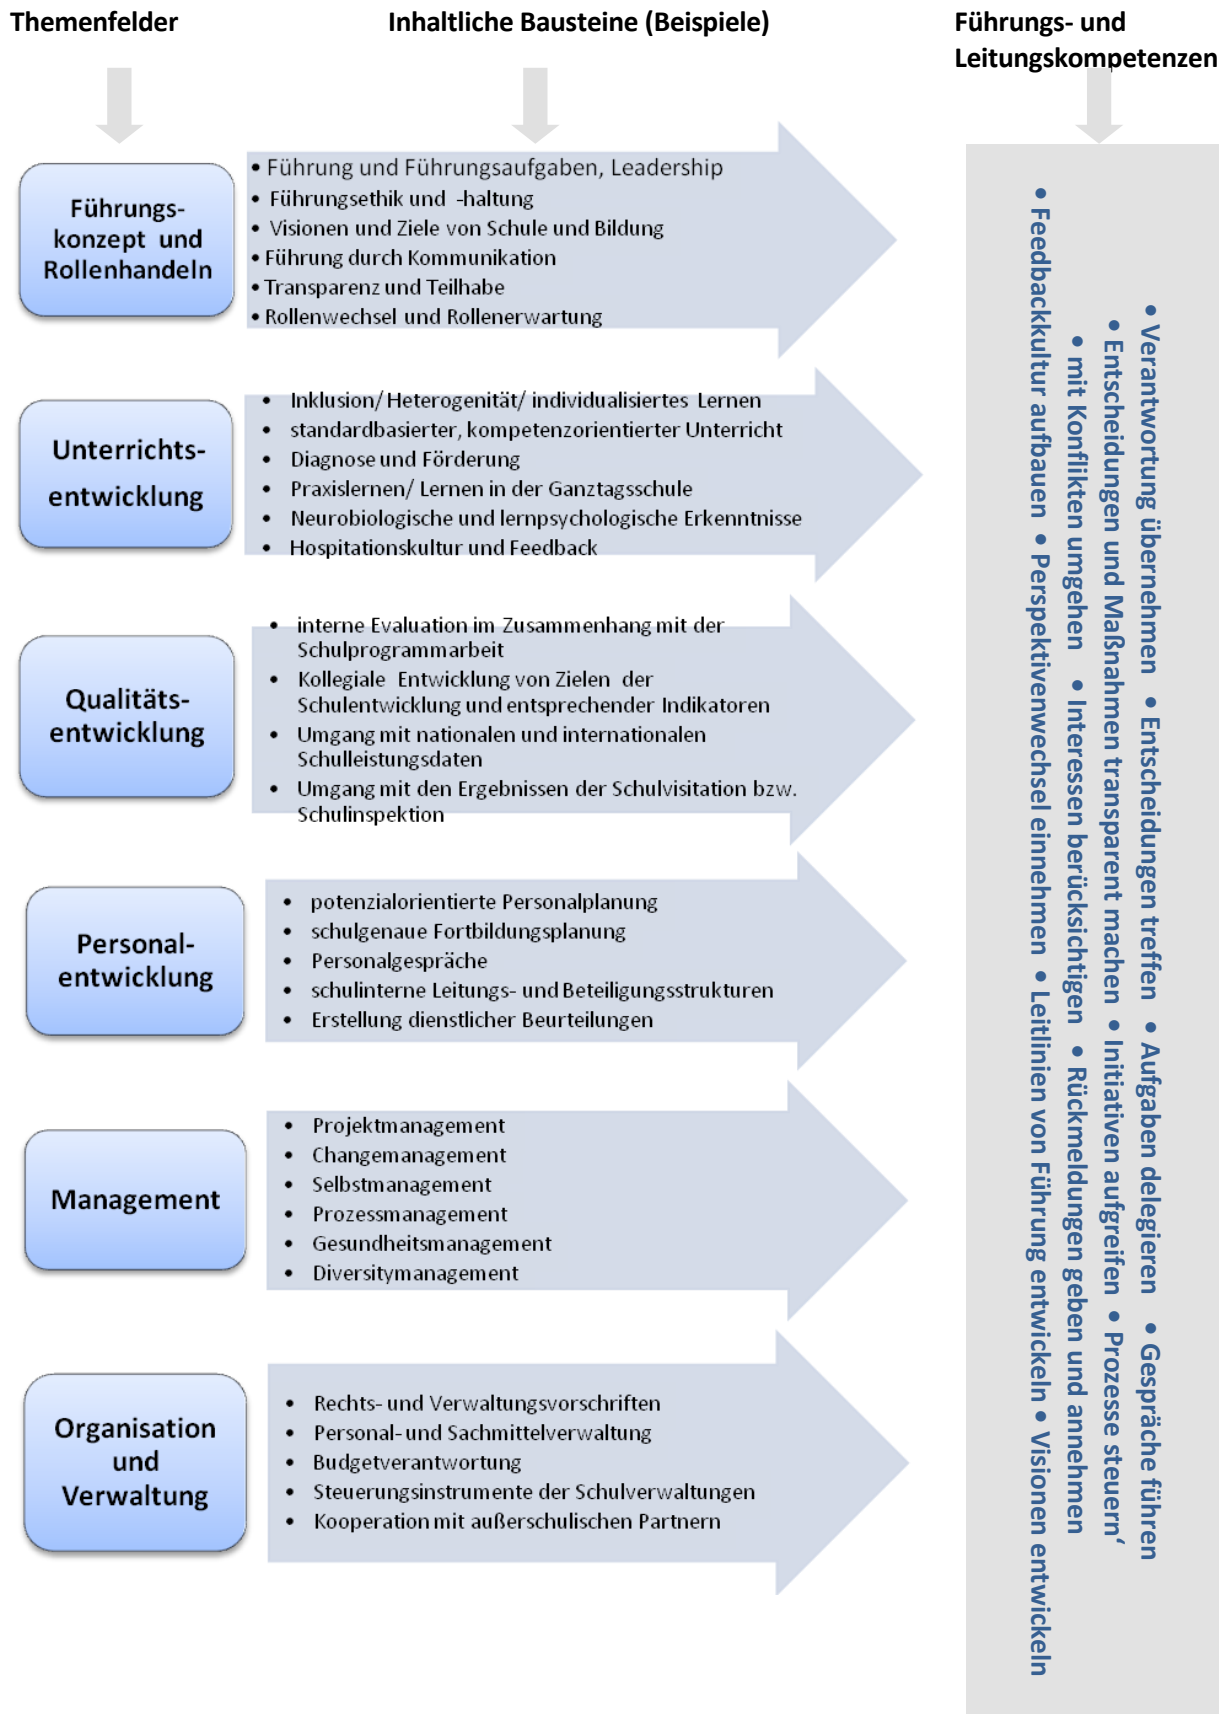 Themenfelder
Inhaltliche Bausteine (Beispiele)
Führungs- und
Leitungskompetenzen
Führungs-
konzept und
Rollenhandeln
• Führung und Führungsaufgaben, Leadership
• Führungsethik und -haltung
• Visionen und Ziele von Schule und Bildung
• Führung durch Kommunikation
• Transparenz und Teilhabe
• Rollenwechsel und Rollenerwartung
Unterrichts-
entwicklung
• Inklusion/ Heterogenität/ individualisiertes Lernen
• standardbasierter, kompetenzorientierter Unterricht
• Diagnose und Förderung
• Praxislernen/ Lernen in der Ganztagsschule
• Neurobiologische und lernpsychologische Erkenntnisse
• Hospitationskultur und Feedback
Qualitäts-
entwicklung
• interne Evaluation im Zusammenhang mit der
Schulprogrammarbeit
• Kollegiale Entwicklung von Zielen der
Schulentwicklung und entsprechender Indikatoren
• Umgang mit nationalen und internationalen
Schulleistungsdaten
• Umgang mit den Ergebnissen der Schulvisitation bzw.
Schulinspektion
Personal-
entwicklung
• potenzialorientierte Personalplanung
• schulgenaue Fortbildungsplanung
• Personalgespräche
• schulinterne Leitungs- und Beteiligungsstrukturen
• Erstellung dienstlicher Beurteilungen
Management
• Projektmanagement
• Changemanagement
• Selbstmanagement
• Prozessmanagement
• Gesundheitsmanagement
• Diversitymanagement
Organisation
und
Verwaltung
• Rechts- und Verwaltungsvorschriften
• Personal- und Sachmittelverwaltung
• Budgetverantwortung
• Steuerungsinstrumente der Schulverwaltungen
• Kooperation mit außerschulischen Partnern
• Verantwortung übernehmen • Entscheidungen treffen • Aufgaben delegieren • Gespräche führen
• Entscheidungen und Maßnahmen transparent machen • Initiativen aufgreifen • Prozesse steuern‘
• mit Konflikten umgehen • Interessen berücksichtigen • Rückmeldungen geben und annehmen
• Feedbackkultur aufbauen • Perspektivenwechsel einnehmen • Leitlinien von Führung entwickeln • Visionen entwickeln